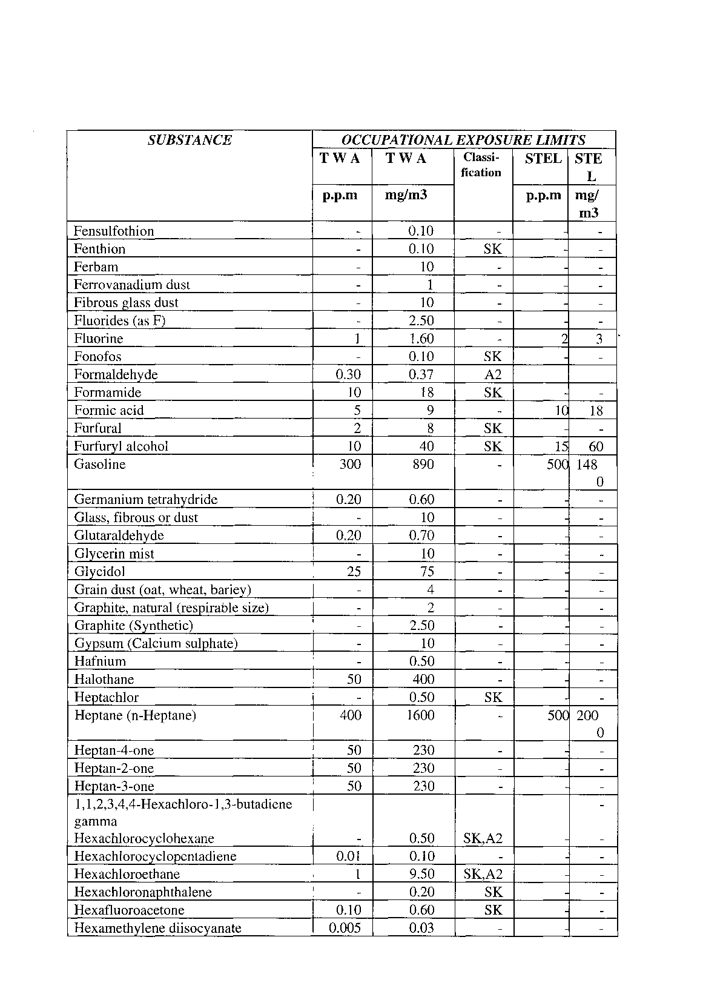 SUBSTANCE OCCUPATIONAL EXPOSURE LIMITS
T W A T W A Classi- STEL STE
fication L
p.p.m mg/m3 p.p.m mg/
m3
Fensulfothion - 0.10 - - -
Fenthion - 0.10 SK - -
Ferbam - 10 - - -
Ferrovanadium dust - 1 - - -
Fibrous glass dust - 10 - - -
Fluorides (as F) - 2.50 - - -
Fluorine 1 1.60 - 2 3
Fonofos - 0.10 SK - -
Formaldehyde 0.30 0.37 A2
Formamide 10 18 SK - -
Formic acid 5 9 - 10 18
Furfural 2 8 SK - -
Furfuryl alcohol 10 40 SK 15 60
Gasoline 300 890 - 500 148
0
Germanium tetrahydride 0.20 0.60 - - -
Glass, fibrous or dust - 10 - - -
Glutaraldehyde 0.20 0.70 - - -
Glycerin mist - 10 - - -
Glycidol 25 75 - - -
Grain dust (oat, wheat, barley) - 4 - - -
Graphite, natural (respirable size) - 2 - - -
Graphite (Synthetic) - 2.50 - - -
Gypsum (Calcium sulphate) - 10 - - -
Hafnium - 0.50 - - -
Halothane 50 400 - - -
Heptachlor - 0.50 SK - -
Heptane (n-Heptane) 400 1600 - 500 200
0
Heptan-4-one 50 230 - - -
Heptan-2-one 50 230 - - -
Heptan-3-one 50 230 - - -
1,1,2,3,4,4-Hexachloro-1,3-butadiene -
gamma
Hexachlorocyclohexane - 0.50 SK,A2 - -
Hexachlorocyclopentadiene 0.01 0.10 - - -
Hexachloroethane 1 9.50 SK,A2 - -
Hexachloronaphthalene - 0.20 SK - -
Hexafluoroacetone 0.10 0.60 SK - -
Hexamethylene diisocyanate 0.005 0.03 - - -